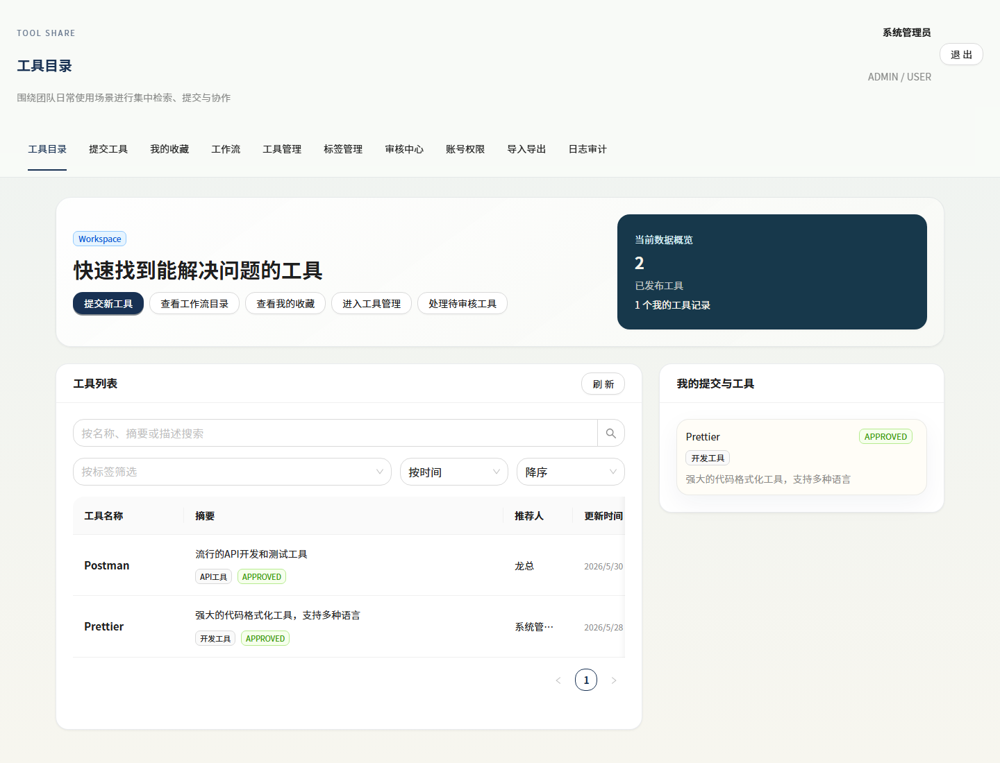 TOOL SHARE
工具目录
围绕团队日常使用场景进行集中检索、提交与协作
系统管理员
ADMIN / USER
退 出
工具目录 提交工具 我的收藏 工作流 工具管理 标签管理 审核中心 账号权限 导入导出 日志审计
Workspace
快速找到能解决问题的工具
提交新工具 查看工作流目录 查看我的收藏 进入工具管理 处理待审核工具
当前数据概览
2
已发布工具
1 个我的工具记录
工具列表
刷 新
按名称、摘要或描述搜索
按标签筛选 按时间 降序
工具名称 摘要 推荐人 更新时间
Postman
流行的API开发和测试工具
API工具 APPROVED
龙总
2026/5/30
Prettier
强大的代码格式化工具，支持多种语言
开发工具 APPROVED
系统管…
2026/5/28
1
我的提交与工具
Prettier
APPROVED
开发工具
强大的代码格式化工具，支持多种语言